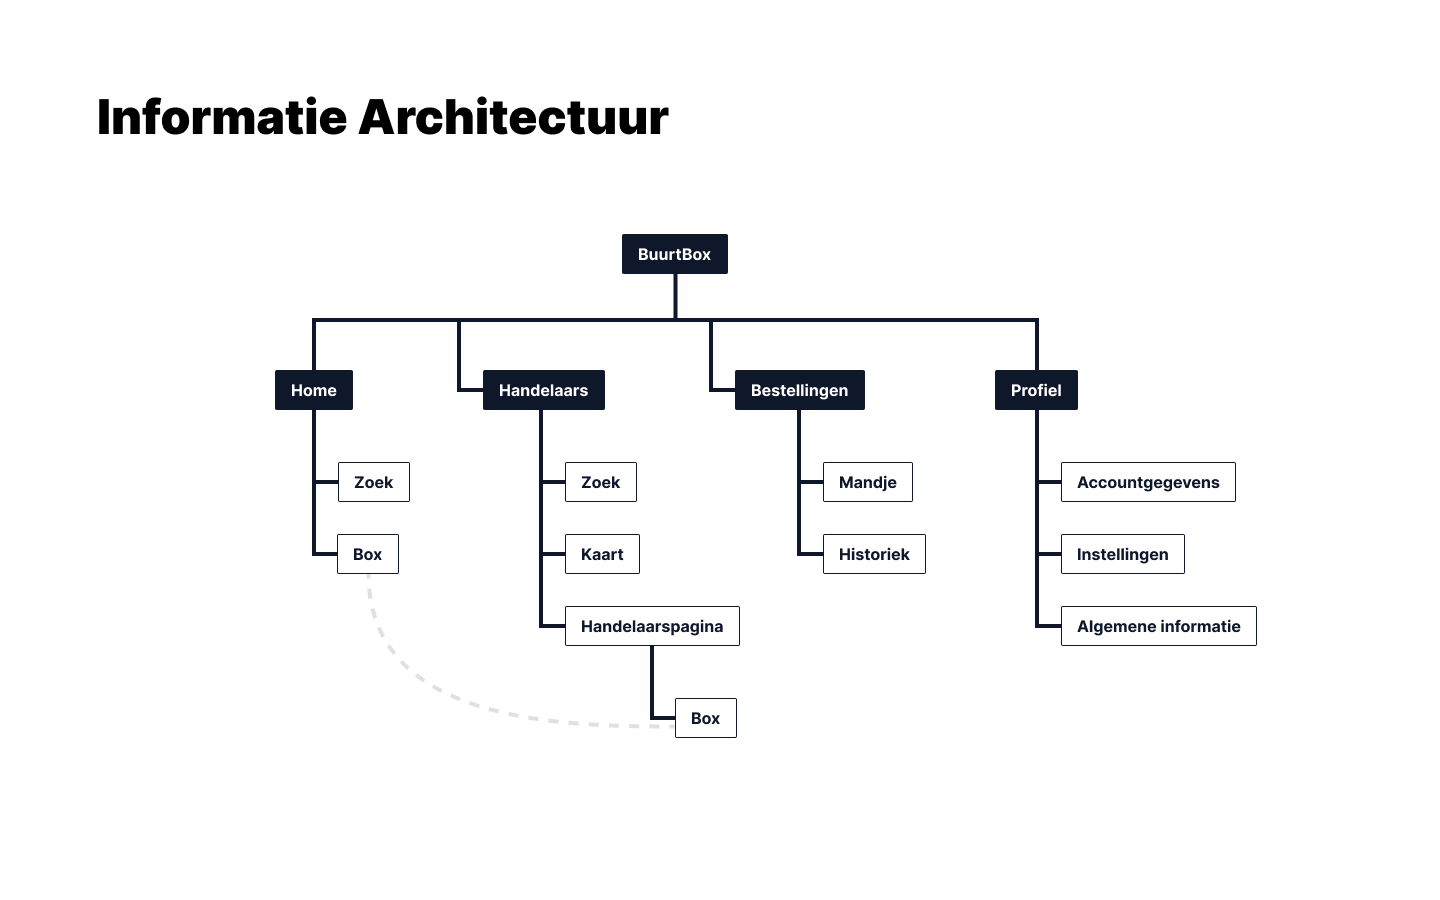 Informatie Architectuur
BuurtBox
Home
Handelaars
Bestellingen
Profiel
Zoek
Zoek
Mandje
Accountgegevens
Box
Kaart
Historiek
Instellingen
Handelaarspagina
Algemene informatie
Box